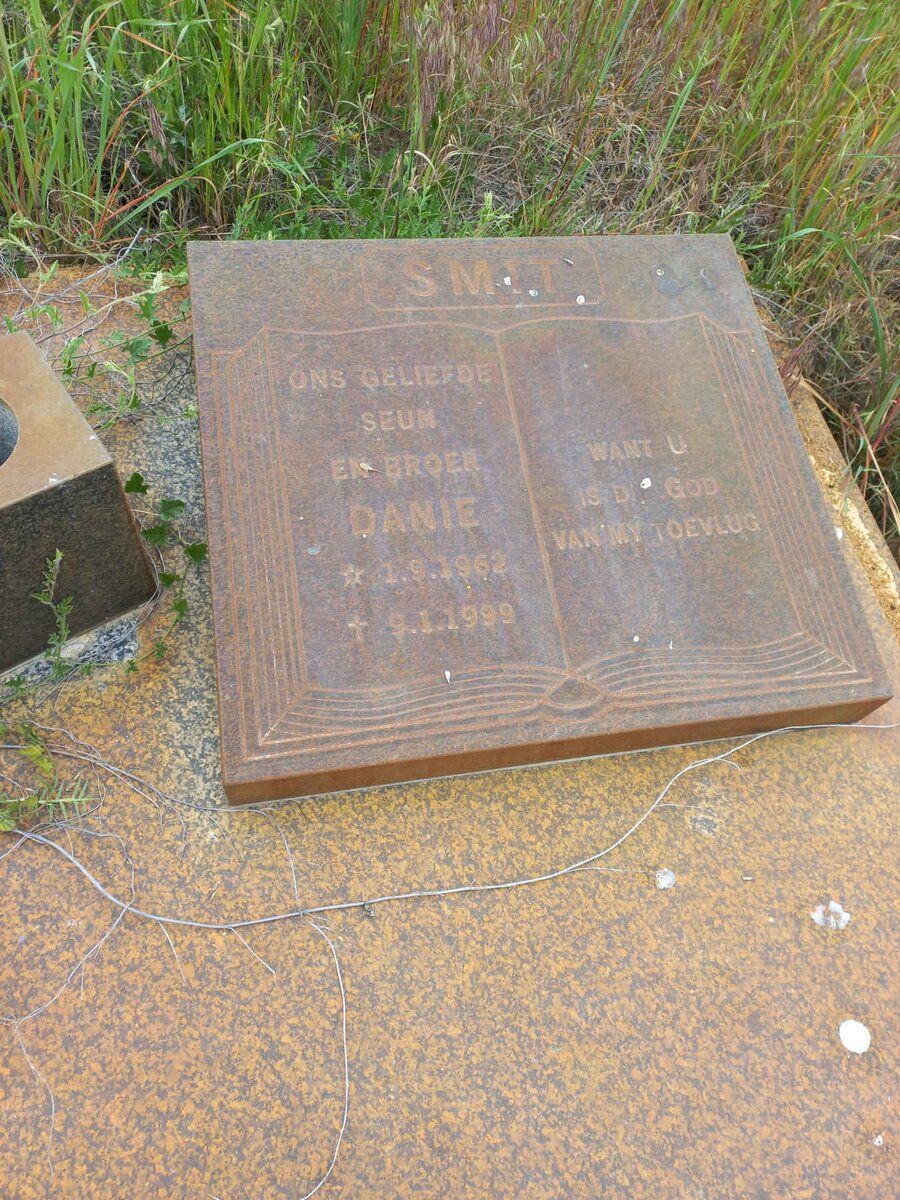 SMIT
ONS GELIEFDE
SEUN
EN BROER
DANIE
☆ 1.9.1962
† 9.1.1999
WANT U
IS DIE GOD
VAN MY TOEVLUG